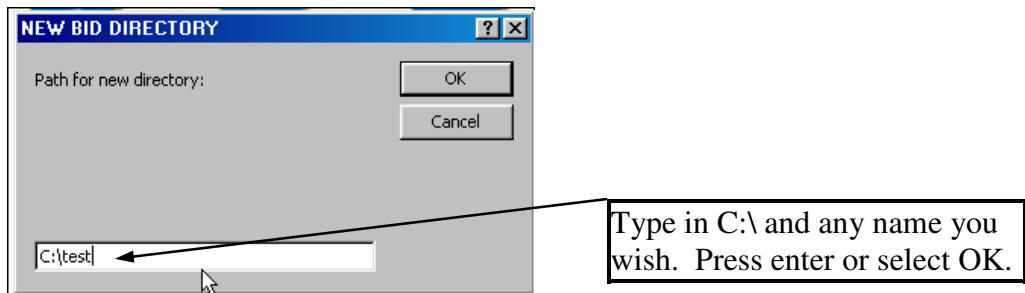 NEW BID DIRECTORY
Path for new directory:
OK
Cancel
C:\test
Type in C:\ and any name you
wish.  Press enter or select OK.